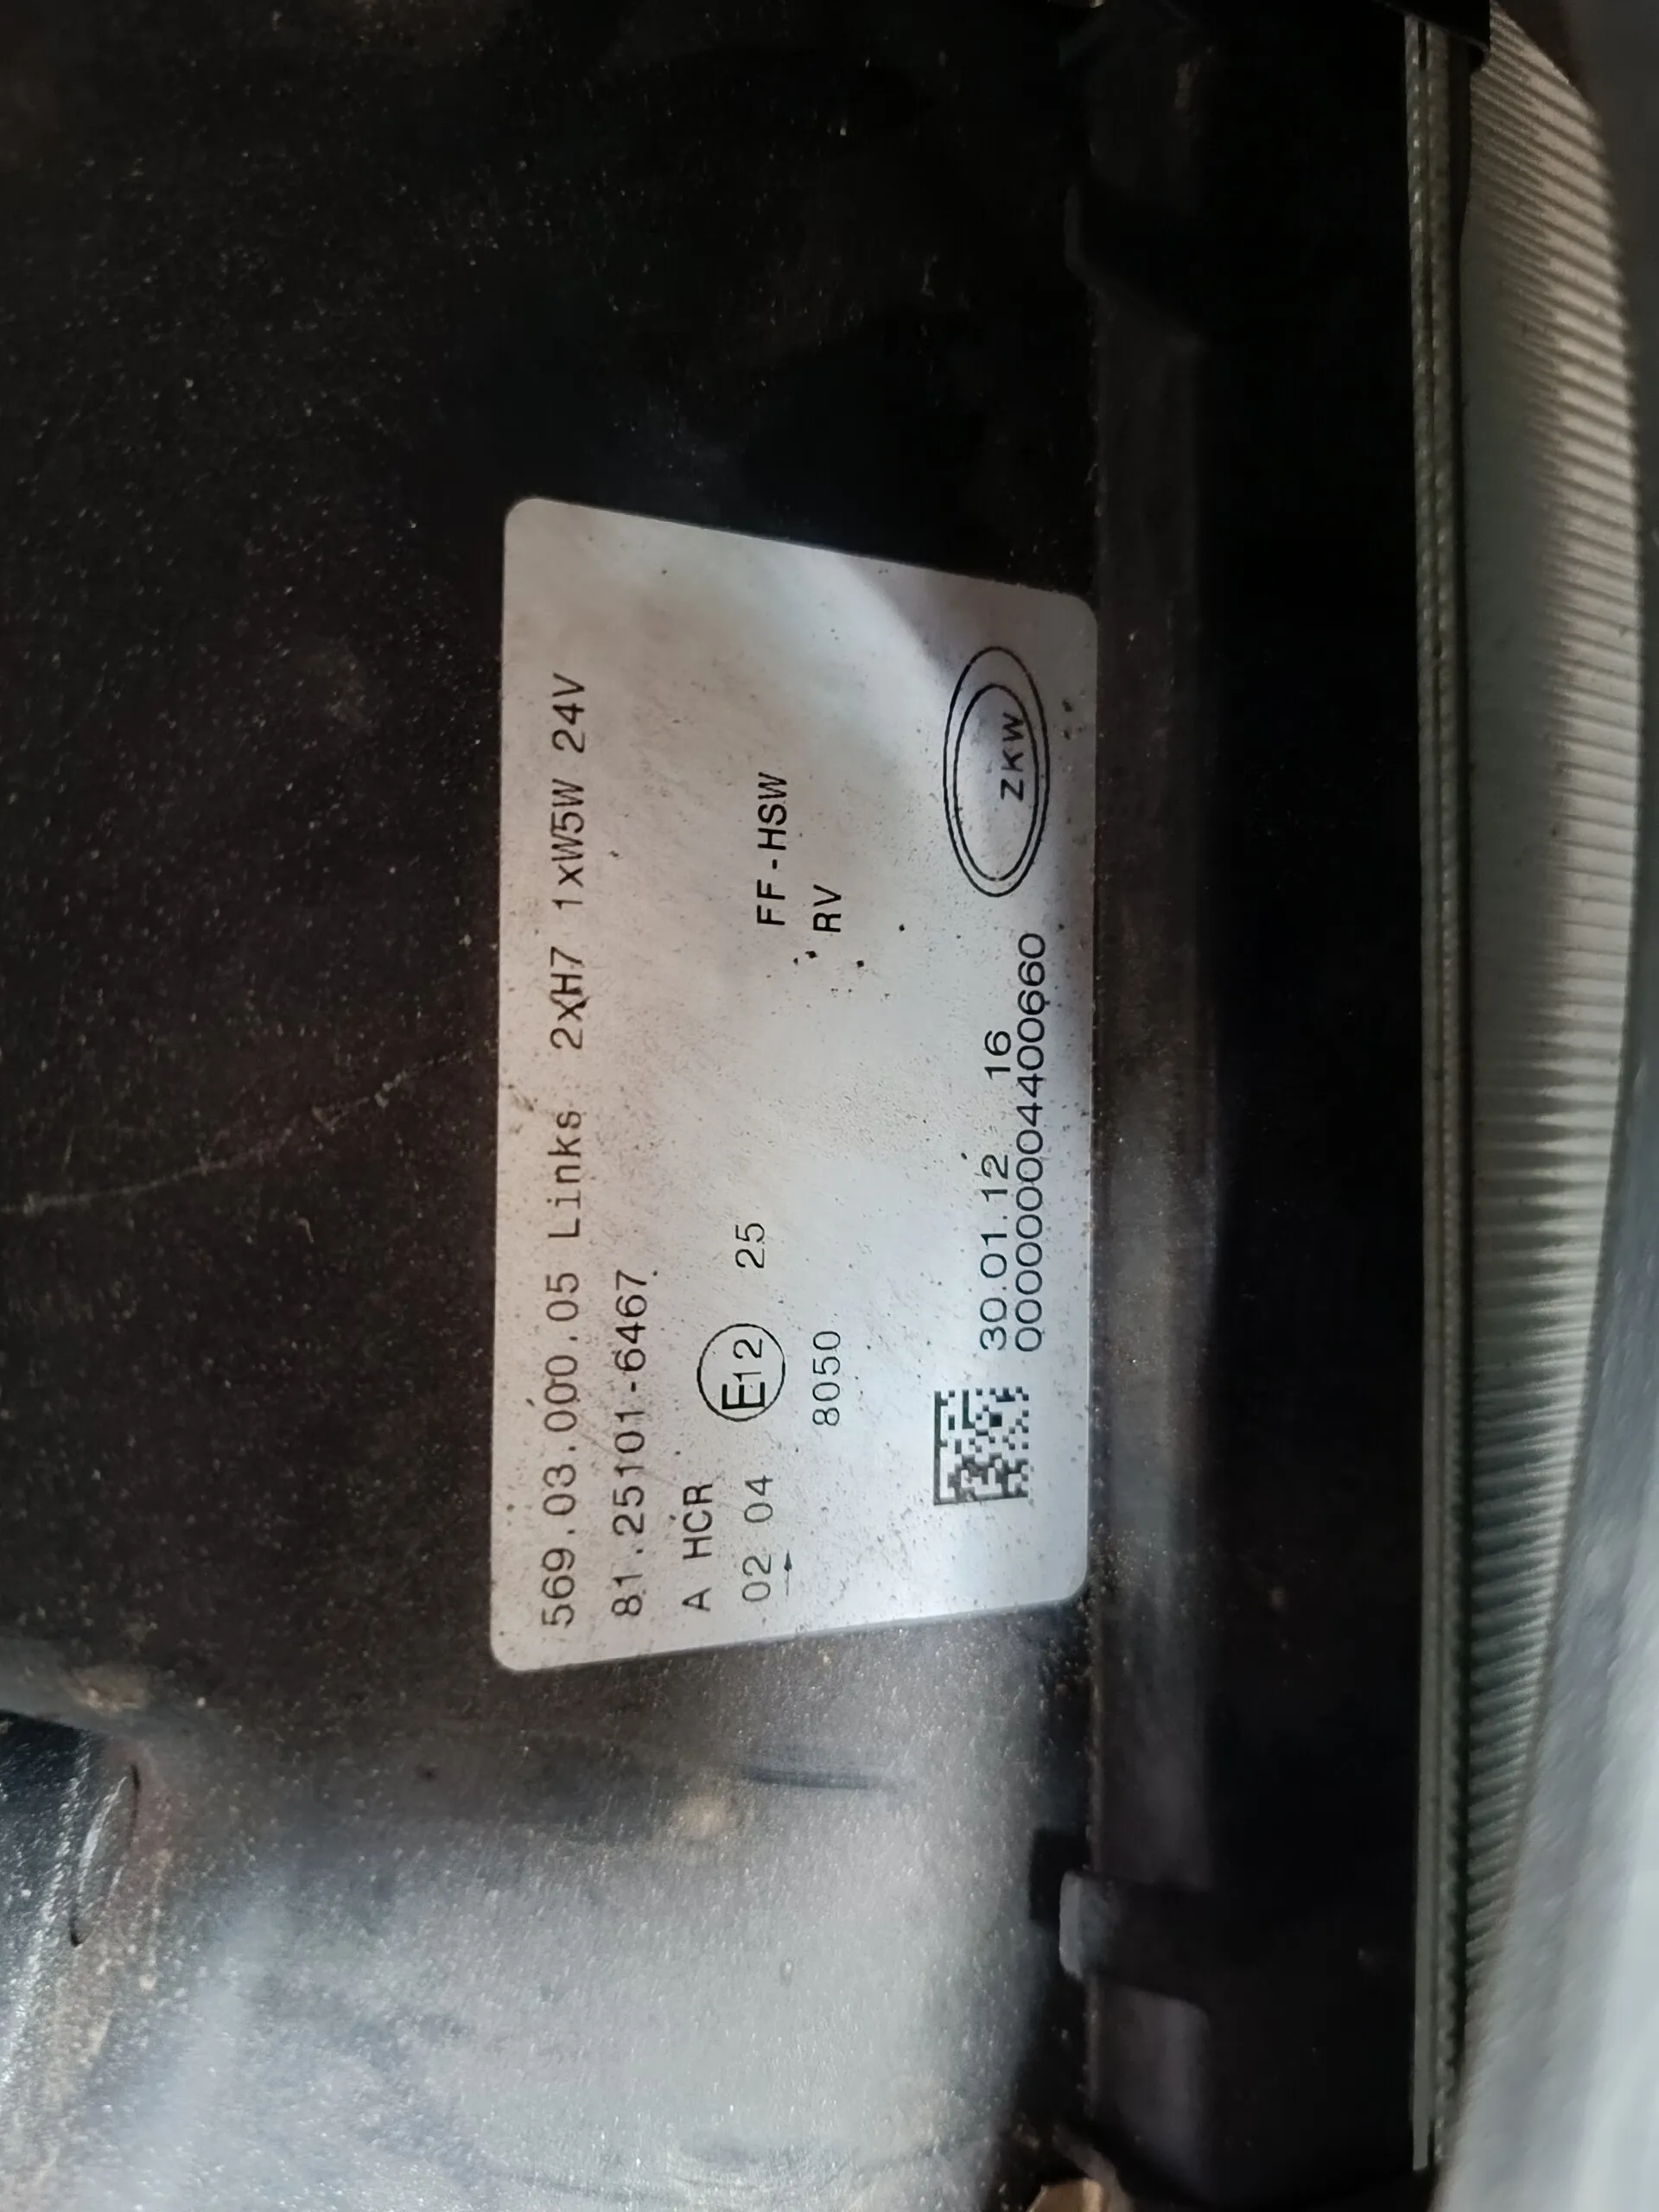 569.03.000.05 Links 2xH7 1xW5W 24V
81.25101-6467
A HCR
02 04 E12 25 FF-HSW
→ 8050 RV
30.01.12 16
00000004400660
ZKW